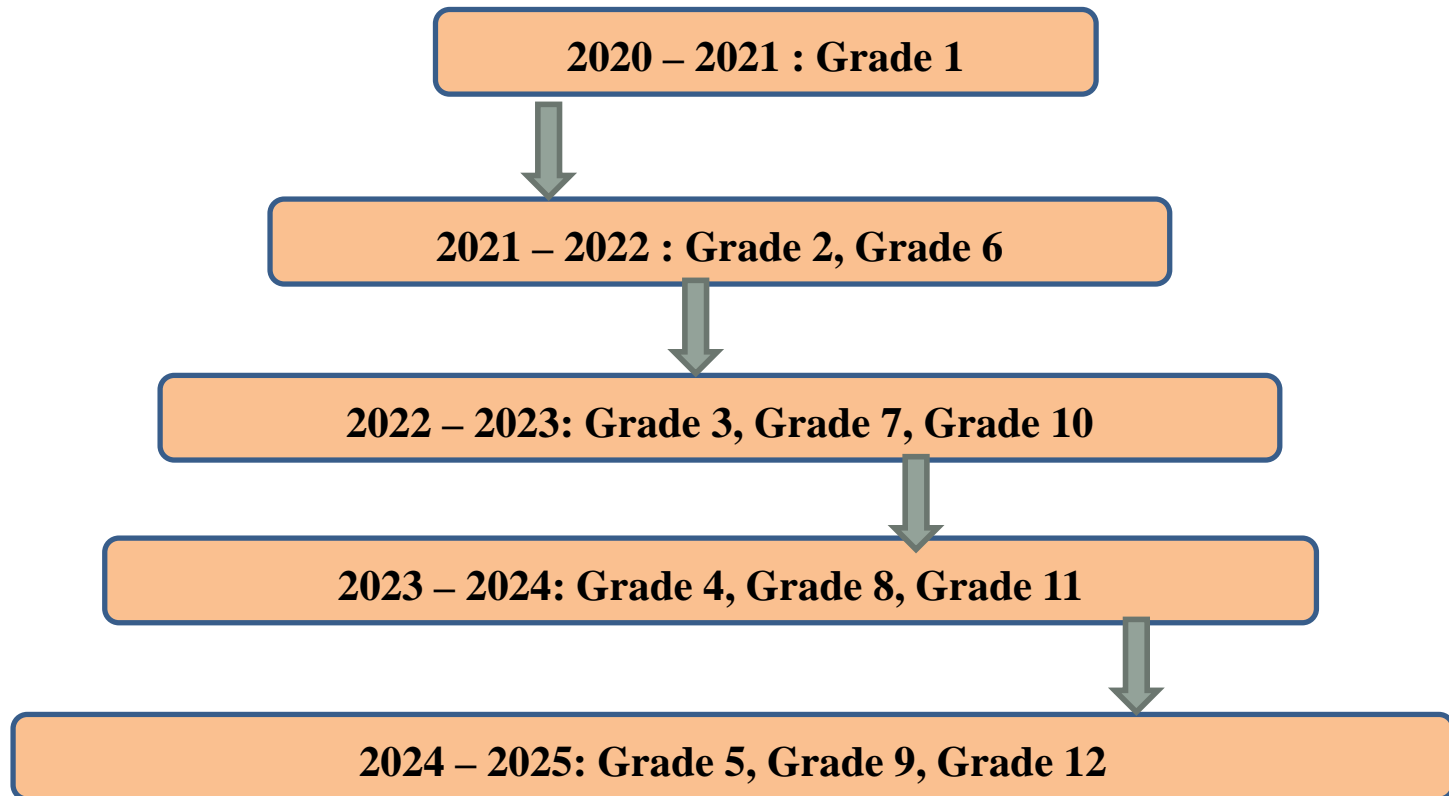 2020 – 2021 : Grade 1
2021 – 2022 : Grade 2, Grade 6
2022 – 2023: Grade 3, Grade 7, Grade 10
2023 – 2024: Grade 4, Grade 8, Grade 11
2024 – 2025: Grade 5, Grade 9, Grade 12